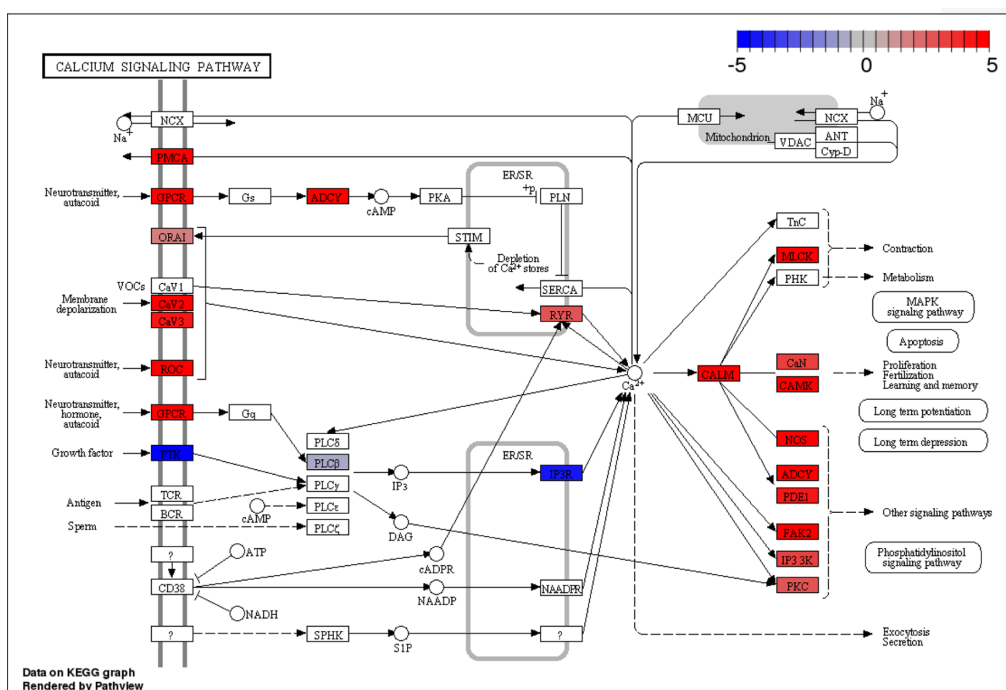 -5 0 5
CALCIUM SIGNALING PATHWAY
NCX
Na+
PMCA
Neurotransmitter,
autacoid
GPCR
Gs
ADCY
cAMP
PKA
+p
ER/SR
PLN
ORAI
STIM
Depletion
of Ca2+ stores
SERCA
VOCs
CaV1
Membrane
depolarization
CaV2
CaV3
RYR
Neurotransmitter,
autacoid
ROC
Neurotransmitter,
hormone,
autacoid
GPCR
Gq
PLCδ
Growth factor
PTK
PLCβ
IP3
ER/SR
IP3R
PLCγ
Antigen
TCR
BCR
cAMP
PLCε
DAG
Sperm
PLCζ
?
ATP
cADPR
CD38
NAADP
NAADPR
NADH
?
SPHK
S1P
?
MCU
Mitochondrion
NCX
Na+
VDAC
ANT
Cyp-D
Ca2+
CALM
TnC
MLCK
PHK
Contraction
Metabolism
MAPK
signaling pathway
Apoptosis
CaN
CAMK
Proliferation
Fertilization
Learning and memory
Long term potentiation
Long term depression
NOS
ADCY
PDE1
FAK2
IP3 3K
PKC
Other signaling pathways
Phosphatidylinositol
signaling pathway
Exocytosis
Secretion
Data on KEGG graph
Rendered by Pathview